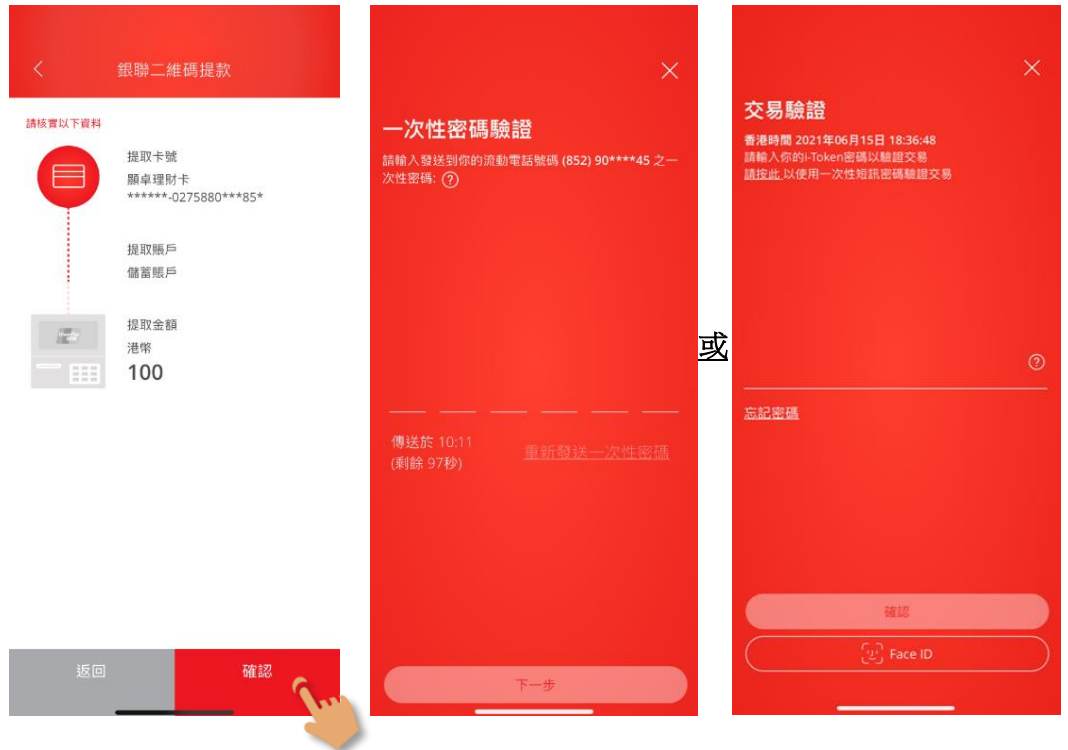 銀聯二維碼提款
請核實以下資料
提取卡號
顯卓理財卡
******-0275880***85*
提取賬戶
儲蓄賬戶
提取金額
港幣
100
返回
確認
一次性密碼驗證
請輸入發送到你的流動電話號碼 (852) 90****45 之一
次性密碼:
傳送於 10:11
(剩餘 97秒)
重新發送一次性密碼
下一步
或
交易驗證
香港時間 2021年06月15日 18:36:48
請輸入你的i-Token密碼以驗證交易
請按此 以使用一次性短訊密碼驗證交易
忘記密碼
確認
Face ID